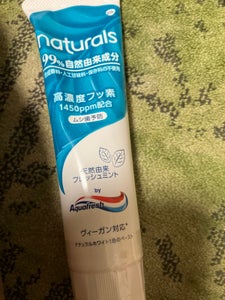 naturals
99%自然由来成分
高濃度フッ素
1450ppm配合
ムシ歯予防
天然由来
フレッシュミント
by
Aquafresh
ヴィーガン対応*